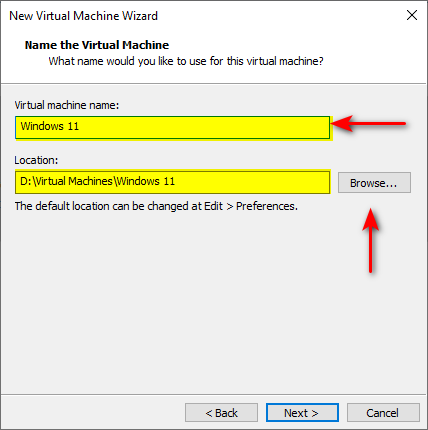 New Virtual Machine Wizard
Name the Virtual Machine
What name would you like to use for this virtual machine?
Virtual machine name:
Windows 11
Location:
D:\Virtual Machines\Windows 11
Browse...
The default location can be changed at Edit > Preferences.
< Back
Next >
Cancel